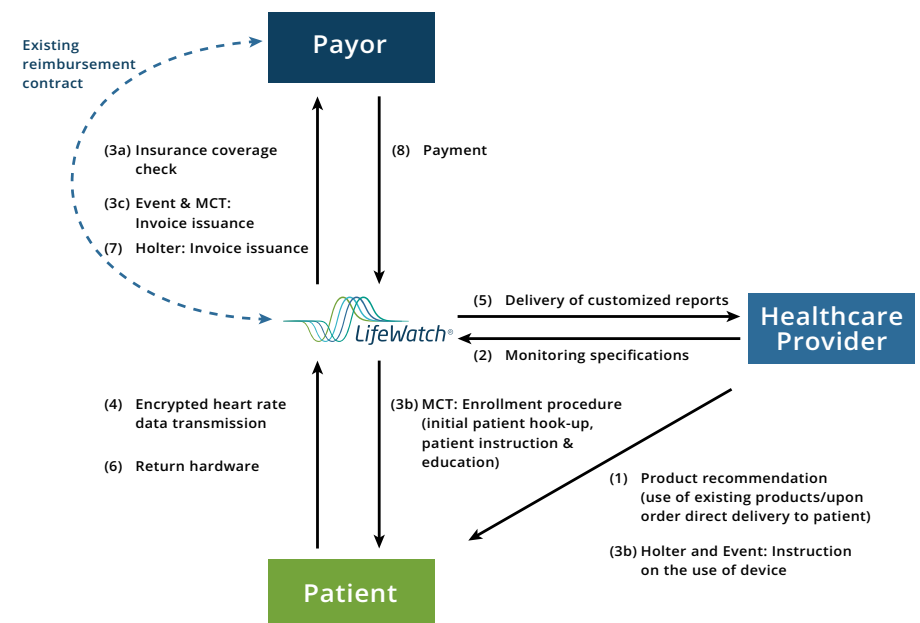 Payor
Existing
reimbursement
contract
(3a) Insurance coverage
check
(8) Payment
(3c) Event & MCT:
Invoice issuance
(7) Holter: Invoice issuance
(5) Delivery of customized reports
LifeWatch®
Healthcare
Provider
(2) Monitoring specifications
(4) Encrypted heart rate
data transmission
(6) Return hardware
(3b) MCT: Enrollment procedure
(initial patient hook-up,
patient instruction &
education)
(1) Product recommendation
(use of existing products/upon
order direct delivery to patient)
(3b) Holter and Event: Instruction
on the use of device
Patient